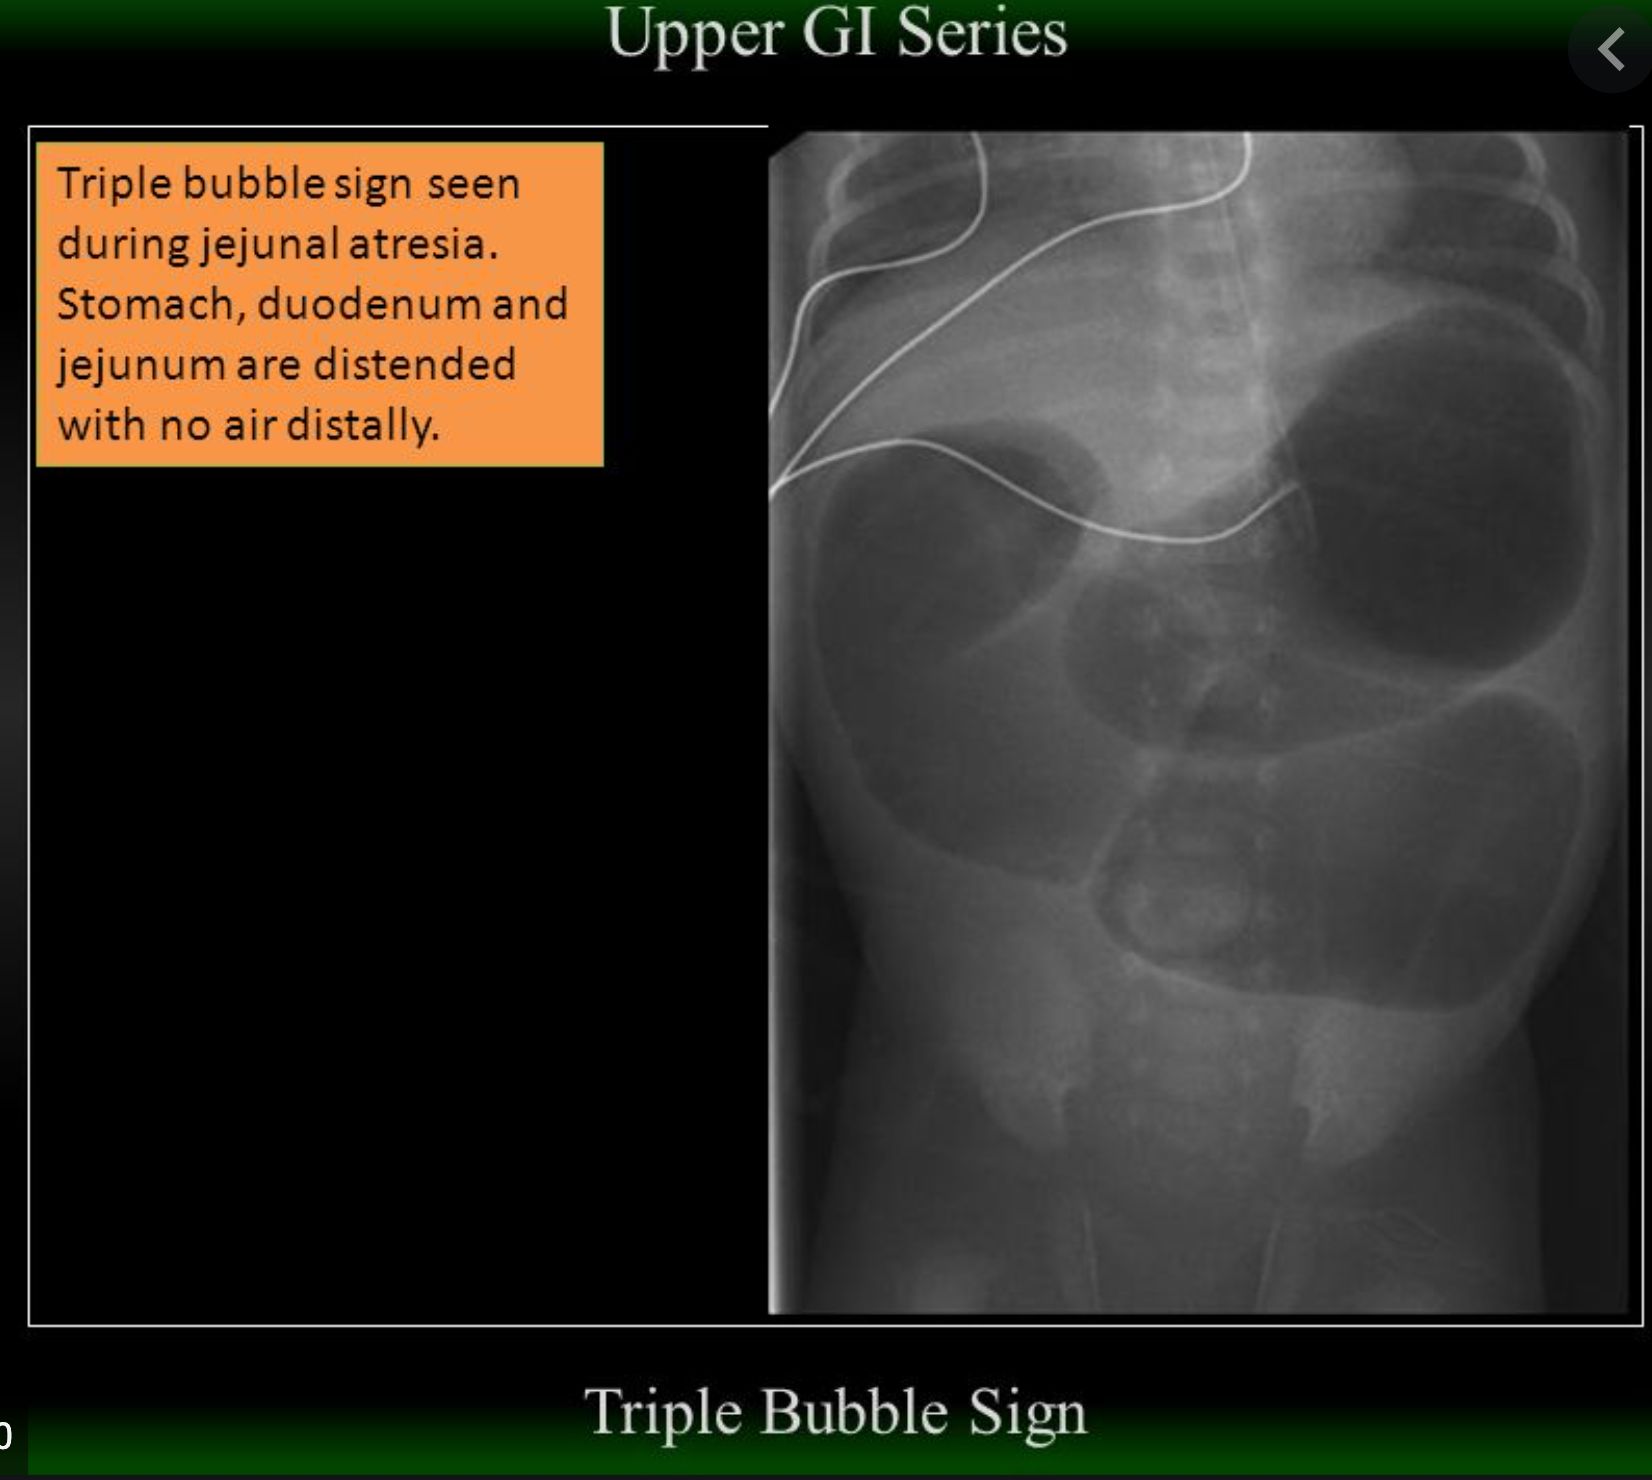 Upper GI Series
Triple bubble sign seen
during jejunal atresia.
Stomach, duodenum and
jejunum are distended
with no air distally.
Triple Bubble Sign
0